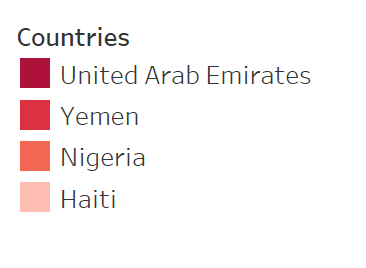 Countries
United Arab Emirates
Yemen
Nigeria
Haiti